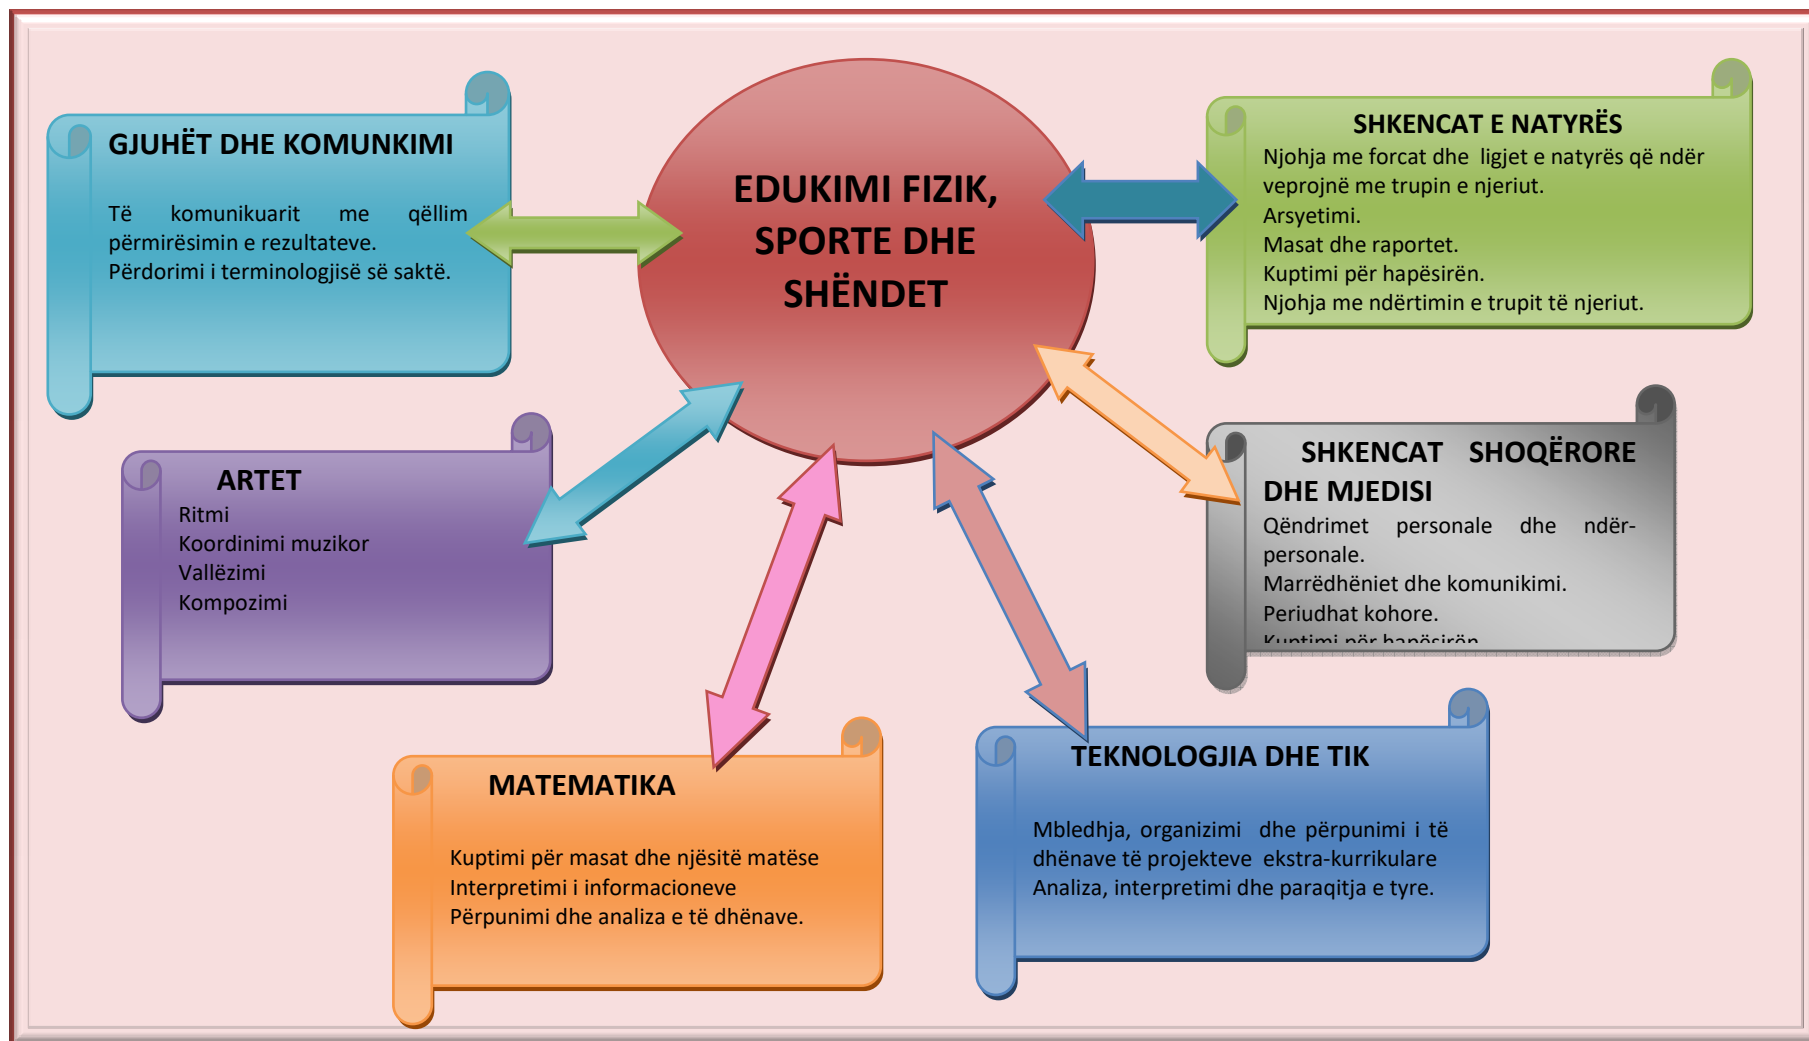 GJUHËT DHE KOMUNKIMI
Të komunikuarit me qëllim
përmirësimin e rezultateve.
Përdorimi i terminologjisë së saktë.
EDUKIMI FIZIK,
SPORTE DHE
SHËNDET
SHKENCAT E NATYRËS
Njohja me forcat dhe ligjet e natyrës që ndër
veprojnë me trupin e njeriut.
Arsyetimi.
Masat dhe raportet.
Kuptimi për hapësirën.
Njohja me ndërtimin e trupit të njeriut.
ARTET
Ritmi
Koordinimi muzikor
Vallëzimi
Kompozimi
SHKENCAT SHOQËRORE
DHE MJEDISI
Qëndrimet personale dhe ndër-
personale.
Marrëdhëniet dhe komunikimi.
Periudhat kohore.
Kuptimi për hapësirën
MATEMATIKA
Kuptimi për masat dhe njësitë matëse
Interpretimi i informacioneve
Përpunimi dhe analiza e të dhënave.
TEKNOLOGJIA DHE TIK
Mbledhja, organizimi dhe përpunimi i të
dhënave të projekteve ekstra-kurrikulare
Analiza, interpretimi dhe paraqitja e tyre.